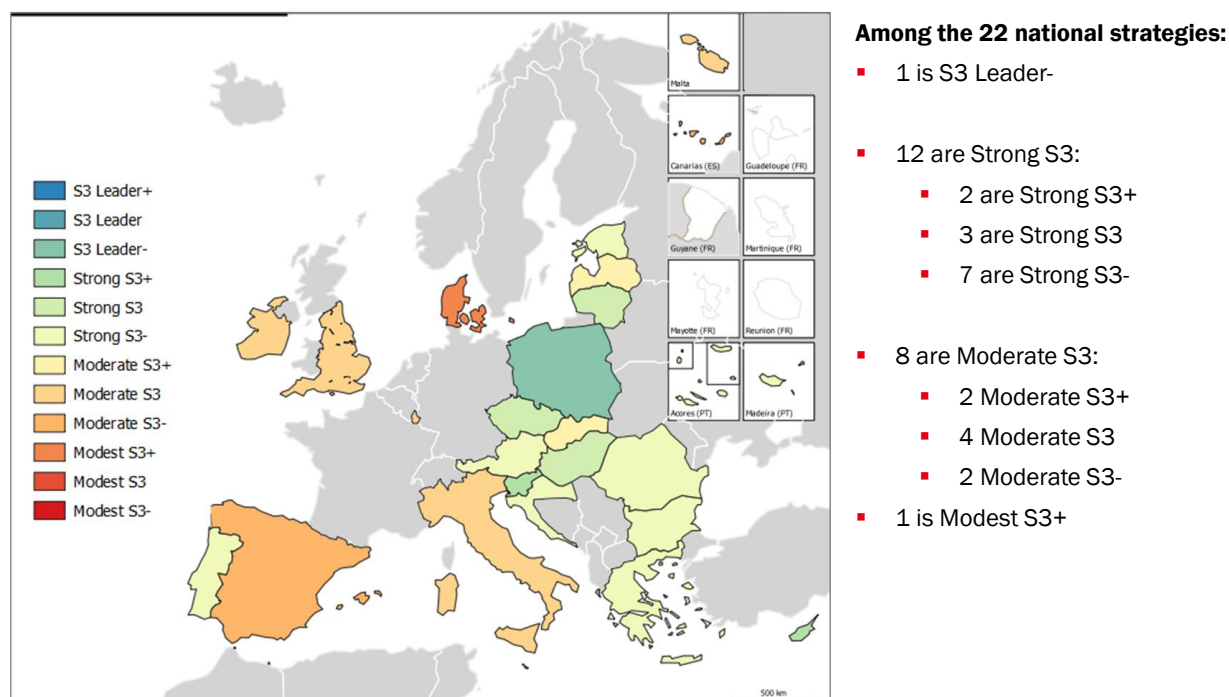 S3 Leader+
S3 Leader
S3 Leader-
Strong S3+
Strong S3
Strong S3-
Moderate S3+
Moderate S3
Moderate S3-
Modest S3+
Modest S3
Modest S3-
Malta
Canarias (ES)
Guadeloupe (FR)
Guyane (FR)
Martinique (FR)
Mayotte (FR)
Reunion (FR)
Acores (PT)
Madeira (PT)
500 km
Among the 22 national strategies:
1 is S3 Leader-
12 are Strong S3:
2 are Strong S3+
3 are Strong S3
7 are Strong S3-
8 are Moderate S3:
2 Moderate S3+
4 Moderate S3
2 Moderate S3-
1 is Modest S3+